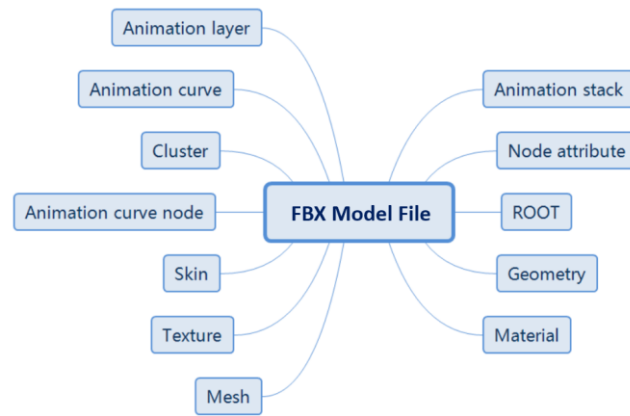 Animation layer
Animation curve
Cluster
Animation curve node
Skin
Texture
Mesh
FBX Model File
Animation stack
Node attribute
ROOT
Geometry
Material